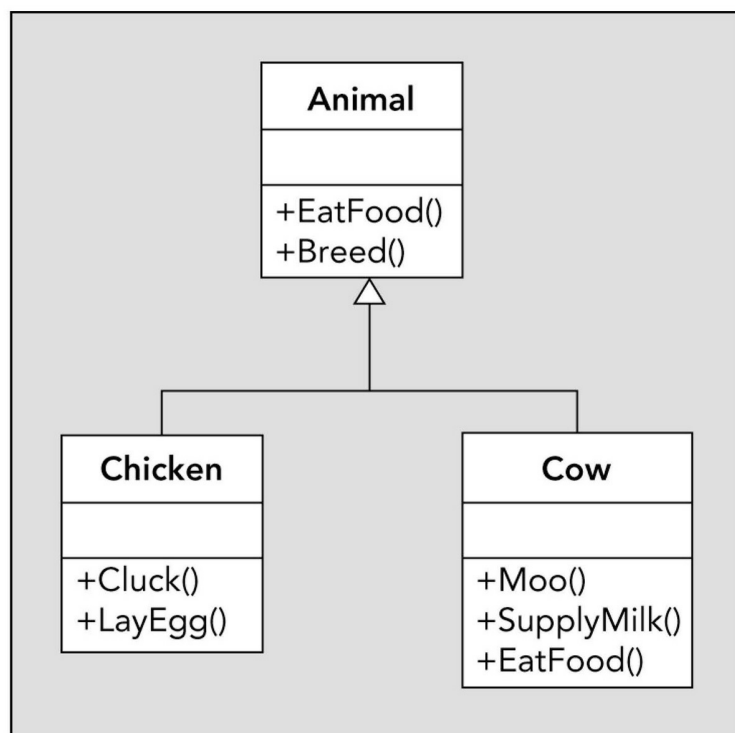 Animal
+EatFood()
+Breed()
Chicken
+Cluck()
+LayEgg()
Cow
+Moo()
+SupplyMilk()
+EatFood()